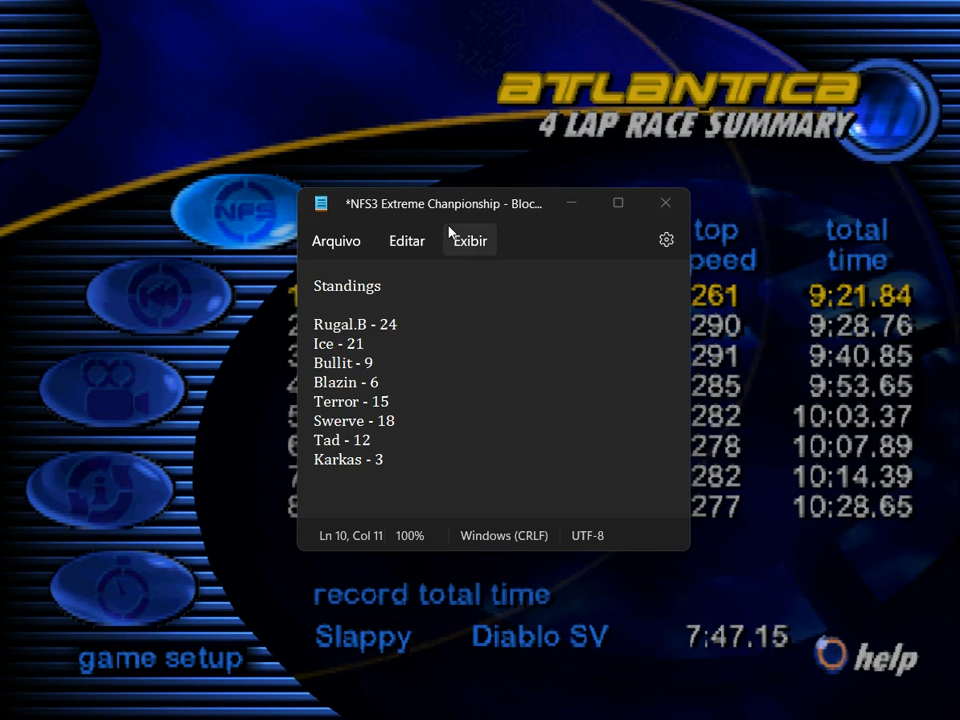 ATLANTICA
4 LAP RACE SUMMARY
NFS3
*NFS3 Extreme Chanpionship - Bloc...
Arquivo Editar Exibir
Standings
Rugal.B - 24
Ice - 21
Bullit - 9
Blazin - 6
Terror - 15
Swerve - 18
Tad - 12
Karkas - 3
Ln 10, Col 11 100% Windows (CRLF) UTF-8
top total
time
261 9:21.84
290 9:28.76
291 9:40.85
285 9:53.65
282 10:03.37
278 10:07.89
282 10:14.39
277 10:28.65
record total time
Slappy Diablo SV 7:47.15
game setup
help